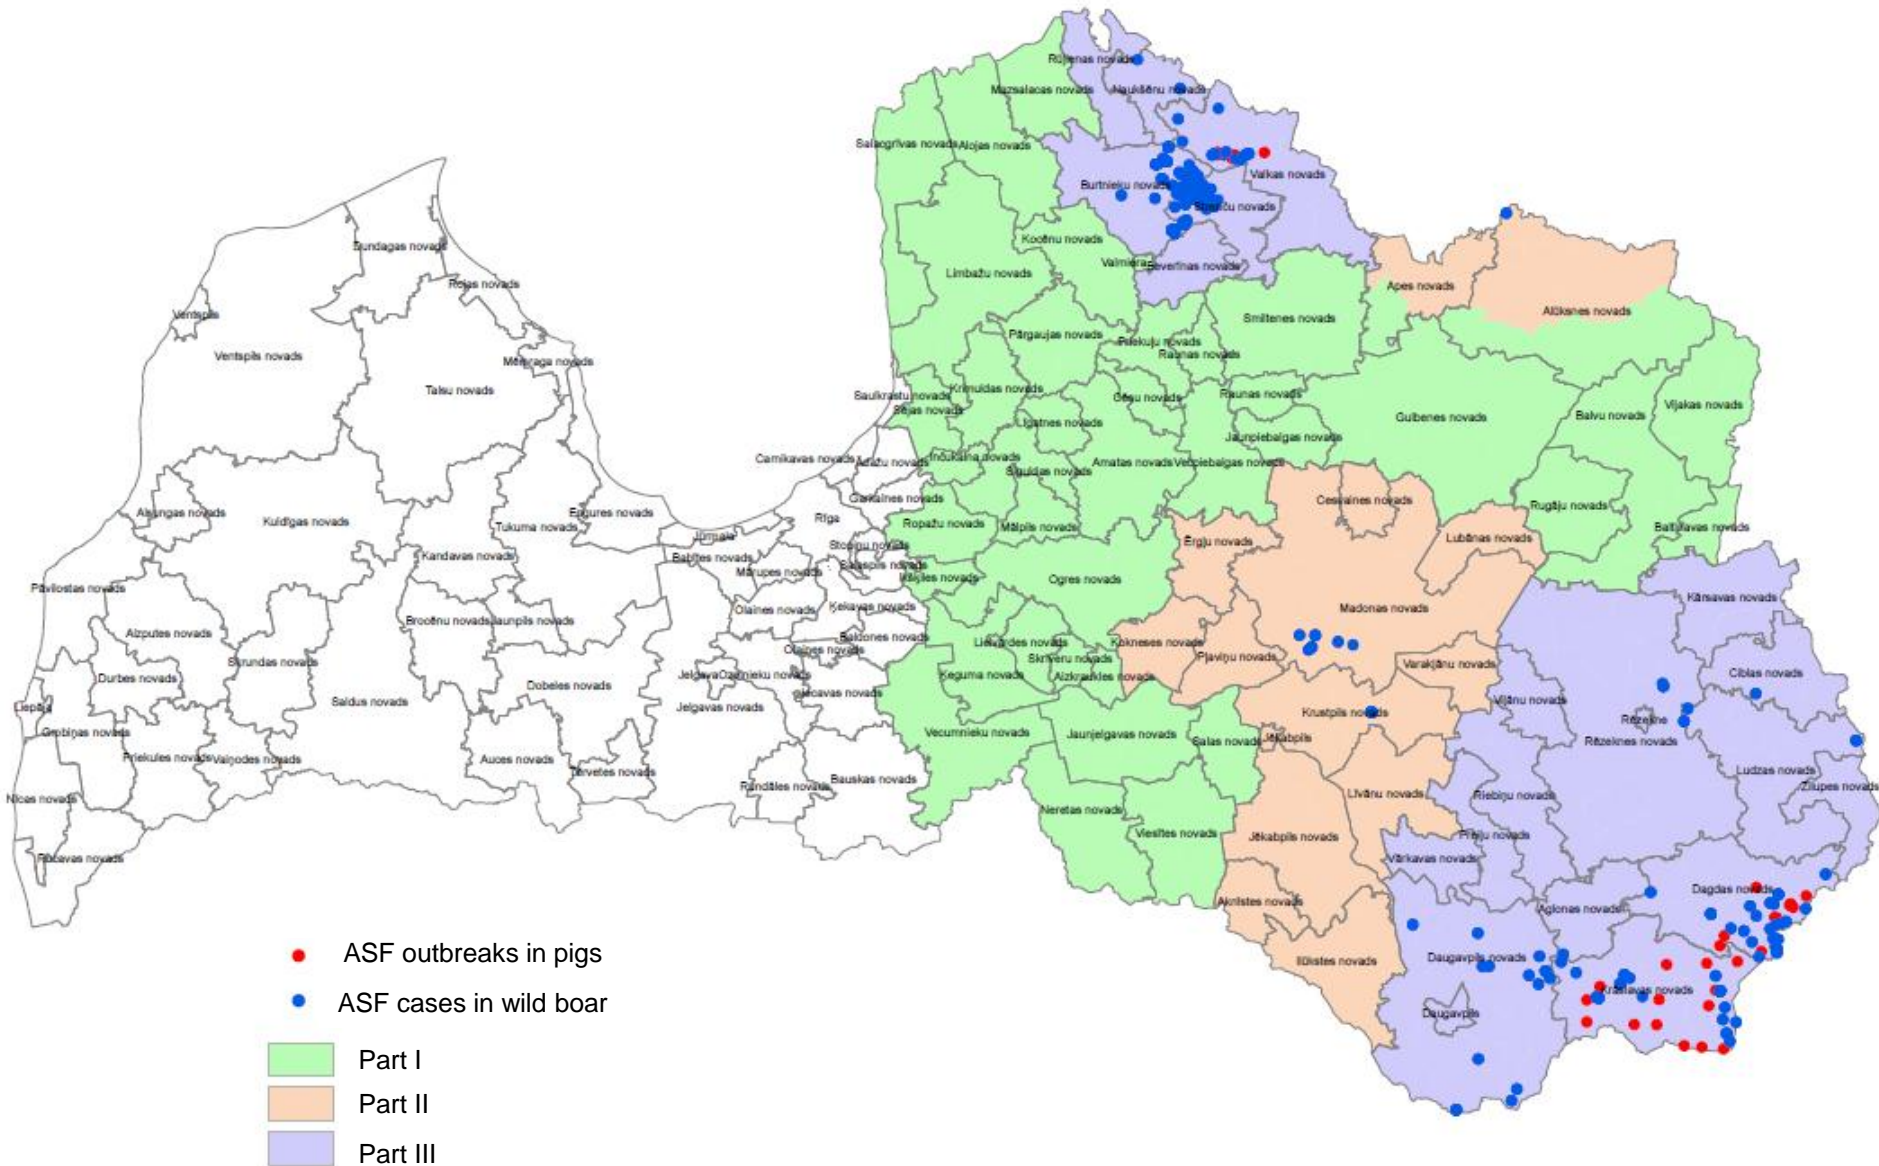 Rūjienas novads
Mazsalacas novads
Naukšēnu novads
Salacgrīvas novads
Alojas novads
Valkas novads
Burtnieku novads
Strenču novads
Kocēnu novads
Valmiera
Beverīnas novads
Limbažu novads
Apes novads
Alūksnes novads
Smiltenes novads
Dundagas novads
Rojas novads
Ventspils
Ventspils novads
Mērsraga novads
Talsu novads
Pārgaujas novads
Priekuļu novads
Raunas novads
Saulkrastu novads
Krimuldas novads
Sējas novads
Cēsu novads
Raunas novads
Līgatnes novads
Jaunpiebalgas novads
Gulbenes novads
Balvu novads
Viļakas novads
Carnikavas novads
Ādažu novads
Inčukalna novads
Siguldas novads
Amatas novads
Vecpiebalgas novads
Garkalnes novads
Cesvaines novads
Rugāju novads
Baltinavas novads
Alsungas novads
Kuldīgas novads
Tukuma novads
Engures novads
Rīga
Ropažu novads
Mālpils novads
Ērgļu novads
Lubānas novads
Jūrmala
Stopiņu novads
Kandavas novads
Babītes novads
Mārupes novads
Salaspils novads
Ikšķiles novads
Ogres novads
Pāvilostas novads
Madonas novads
Kārsavas novads
Olaines novads
Ķekavas novads
Aizputes novads
Brocēnu novads
Jaunpils novads
Baldones novads
Olaines novads
Lielvārdes novads
Kokneses novads
Skrundas novads
Skrīveru novads
Pļaviņu novads
Varakļānu novads
Ciblas novads
Durbes novads
Jelgava
Ozolnieku novads
Ķeguma novads
Aizkraukles novads
Dobeles novads
Iecavas novads
Viļānu novads
Liepāja
Saldus novads
Jelgavas novads
Krustpils novads
Rēzekne
Grobiņas novads
Vecumnieku novads
Jaunjelgavas novads
Salas novads
Jēkabpils
Rēzeknes novads
Priekules novads
Vaiņodes novads
Auces novads
Tērvetes novads
Bauskas novads
Ludzas novads
Rundāles novads
Zilupes novads
Nīcas novads
Neretas novads
Līvānu novads
Riebiņu novads
Viesītes novads
Jēkabpils novads
Preiļu novads
Rucavas novads
Vārkavas novads
Dagdas novads
Aknīstes novads
Aglonas novads
Ilūkstes novads
Daugavpils novads
Krāslavas novads
Daugavpils
ASF outbreaks in pigs
ASF cases in wild boar
Part I
Part II
Part III